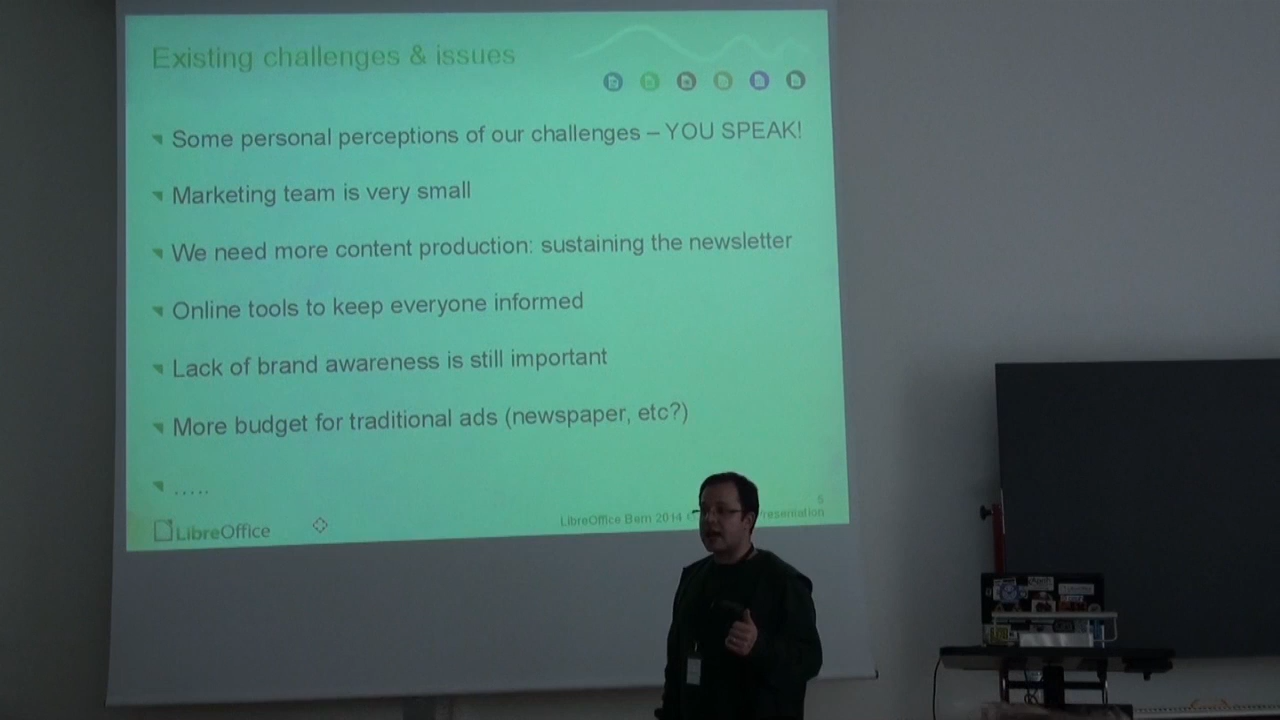 Existing challenges & issues
Some personal perceptions of our challenges – YOU SPEAK!
Marketing team is very small
We need more content production: sustaining the newsletter
Online tools to keep everyone informed
Lack of brand awareness is still important
More budget for traditional ads (newspaper, etc?)
.....
5
LibreOffice
LibreOffice Bern 2014 resentation